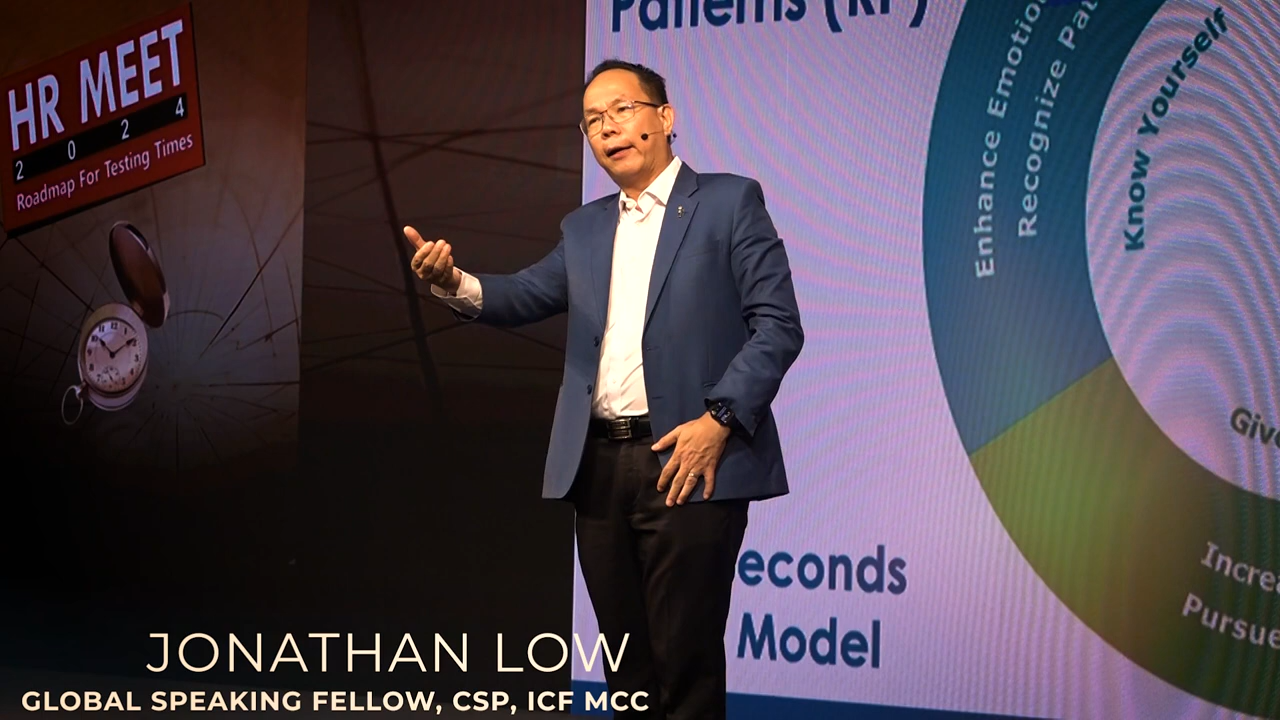 HR MEET
2 0 2 4
Roadmap For Testing Times
Patterns (RP)
Enhance Emotio
Recognize Pat
Know Yourself
Give
Increa
Pursue
econds
Model
JONATHAN LOW
GLOBAL SPEAKING FELLOW, CSP, ICF MCC